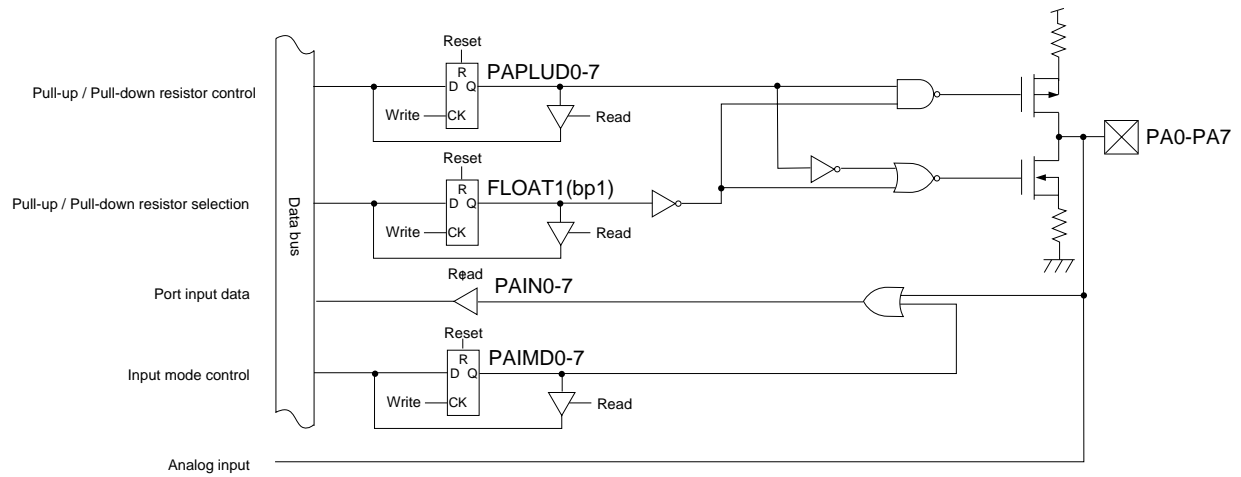 Reset
Pull-up / Pull-down resistor control
R
D Q
CK
PAPLUD0-7
Write
Read
PA0-PA7
Reset
Pull-up / Pull-down resistor selection
R
D Q
CK
FLOAT1(bp1)
Write
Read
Data bus
Read
Port input data
PAIN0-7
Reset
Input mode control
R
D Q
CK
PAIMD0-7
Write
Read
Analog input